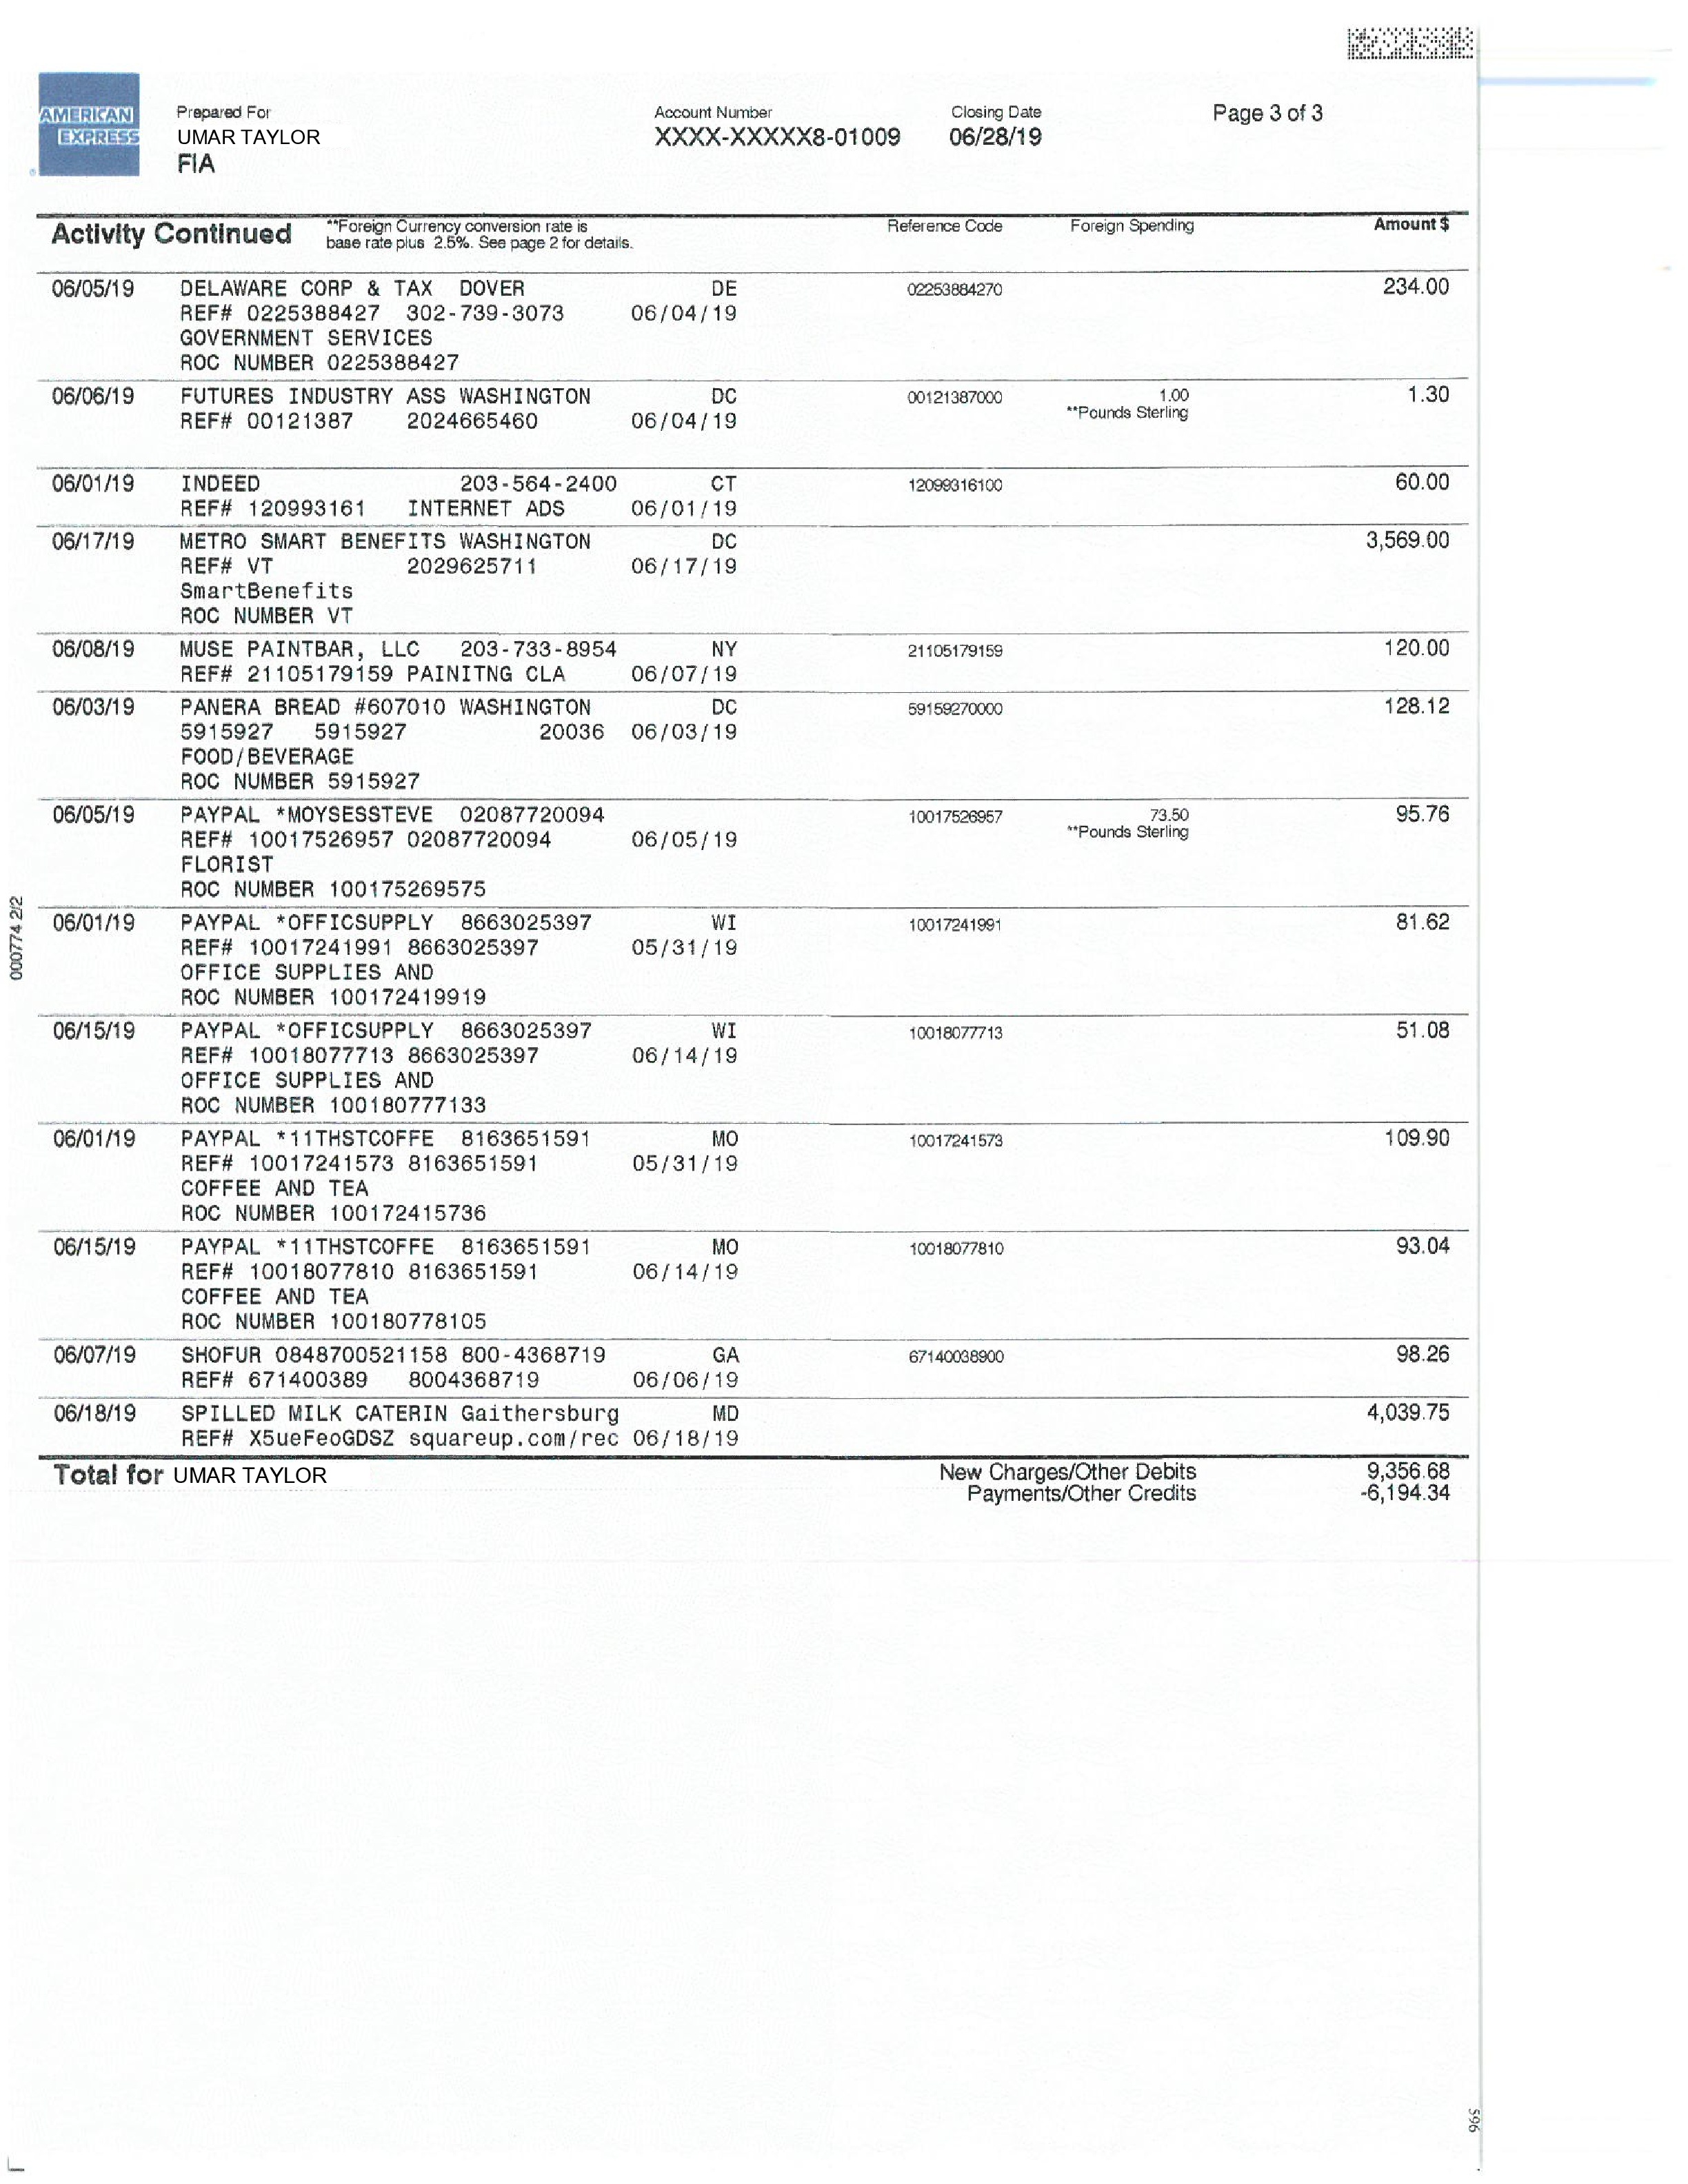 AMERICAN
EXPRESS
®
Prepared For
UMAR TAYLOR
FIA
Account Number
XXXX-XXXXX8-01009
Closing Date
06/28/19
Page 3 of 3
Activity Continued
**Foreign Currency conversion rate is
base rate plus 2.5%. See page 2 for details.
Reference Code Foreign Spending Amount $
06/05/19 DELAWARE CORP & TAX DOVER DE 02253884270 234.00
REF# 0225388427 302-739-3073 06/04/19
GOVERNMENT SERVICES
ROC NUMBER 0225388427
06/06/19 FUTURES INDUSTRY ASS WASHINGTON DC 00121387000 1.00 1.30
REF# 00121387 2024665460 06/04/19 **Pounds Sterling
06/01/19 INDEED 203-564-2400 CT 12099316100 60.00
REF# 120993161 INTERNET ADS 06/01/19
06/17/19 METRO SMART BENEFITS WASHINGTON DC 3,569.00
REF# VT 2029625711 06/17/19
SmartBenefits
ROC NUMBER VT
06/08/19 MUSE PAINTBAR, LLC 203-733-8954 NY 21105179159 120.00
REF# 21105179159 PAINITNG CLA 06/07/19
06/03/19 PANERA BREAD #607010 WASHINGTON DC 59159270000 128.12
5915927 5915927 20036 06/03/19
FOOD/BEVERAGE
ROC NUMBER 5915927
06/05/19 PAYPAL *MOYSESSTEVE 02087720094 10017526957 73.50 95.76
REF# 10017526957 02087720094 06/05/19 **Pounds Sterling
FLORIST
ROC NUMBER 100175269575
06/01/19 PAYPAL *OFFICSUPPLY 8663025397 WI 10017241991 81.62
REF# 10017241991 8663025397 05/31/19
OFFICE SUPPLIES AND
ROC NUMBER 100172419919
06/15/19 PAYPAL *OFFICSUPPLY 8663025397 WI 10018077713 51.08
REF# 10018077713 8663025397 06/14/19
OFFICE SUPPLIES AND
ROC NUMBER 100180777133
06/01/19 PAYPAL *11THSTCOFFE 8163651591 MO 10017241573 109.90
REF# 10017241573 8163651591 05/31/19
COFFEE AND TEA
ROC NUMBER 100172415736
06/15/19 PAYPAL *11THSTCOFFE 8163651591 MO 10018077810 93.04
REF# 10018077810 8163651591 06/14/19
COFFEE AND TEA
ROC NUMBER 100180778105
06/07/19 SHOFUR 0848700521158 800-4368719 GA 67140038900 98.26
REF# 671400389 8004368719 06/06/19
06/18/19 SPILLED MILK CATERIN Gaithersburg MD 4,039.75
REF# X5ueFeoGDSZ squareup.com/rec 06/18/19
Total for UMAR TAYLOR New Charges/Other Debits 9,356.68
Payments/Other Credits -6,194.34
000774 2/2
596